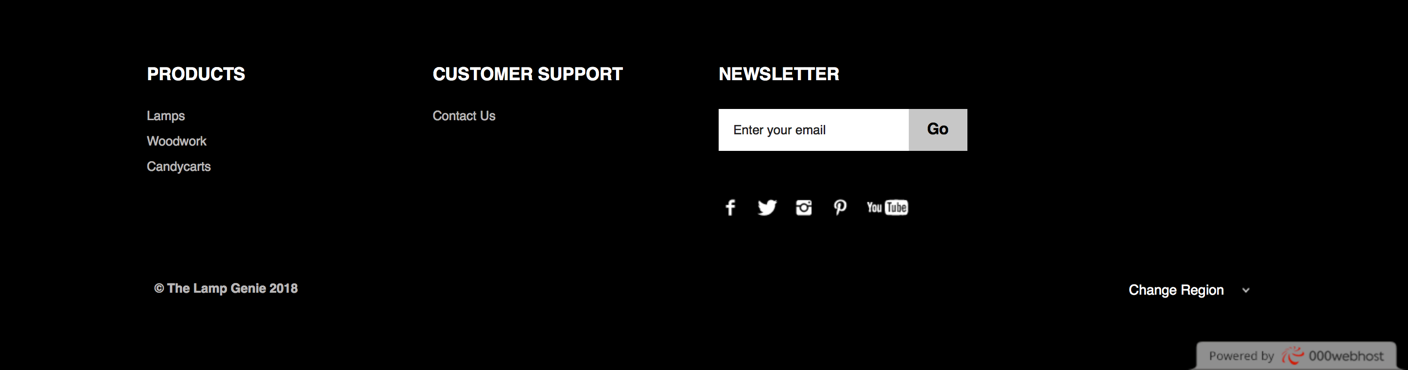 PRODUCTS
Lamps
Woodwork
Candycarts
CUSTOMER SUPPORT
Contact Us
NEWSLETTER
Enter your email
Go
You Tube
© The Lamp Genie 2018
Change Region
Powered by 000webhost